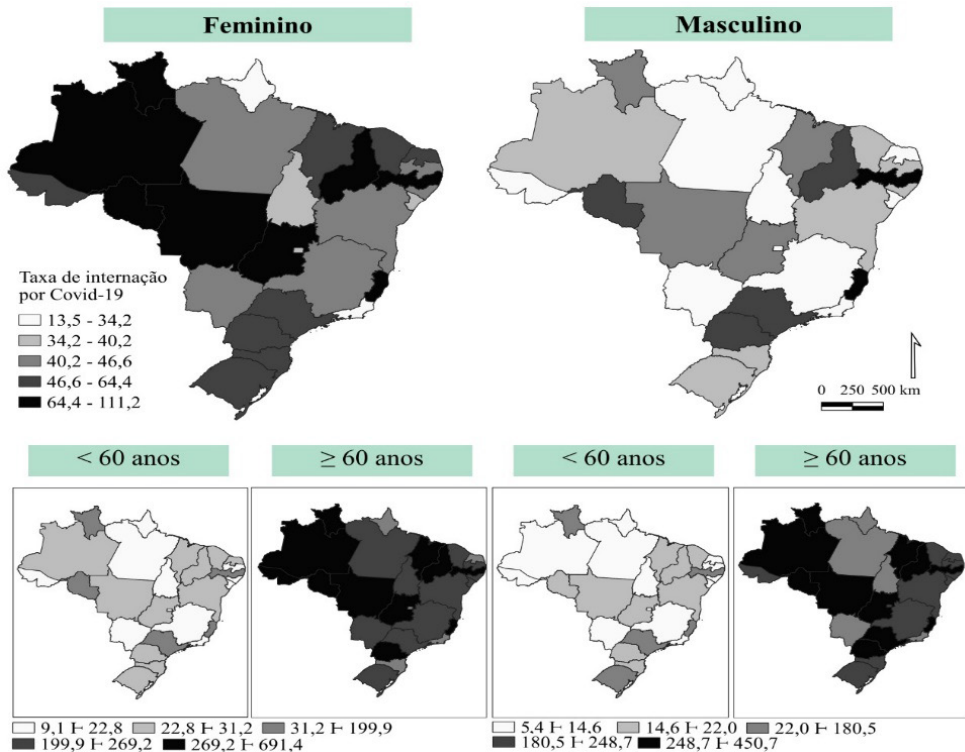 Feminino
Masculino
Taxa de internação
por Covid-19
13,5 - 34,2
34,2 - 40,2
40,2 - 46,6
46,6 - 64,4
64,4 - 111,2
0 250 500 km
< 60 anos
≥ 60 anos
< 60 anos
≥ 60 anos
9,1 ⊢ 22,8 22,8 ⊢ 31,2 31,2 ⊢ 199,9
199,9 ⊢ 269,2 269,2 ⊢ 691,4
5,4 ⊢ 14,6 14,6 ⊢ 22,0 22,0 ⊢ 180,5
180,5 ⊢ 248,7 248,7 ⊢ 450,7